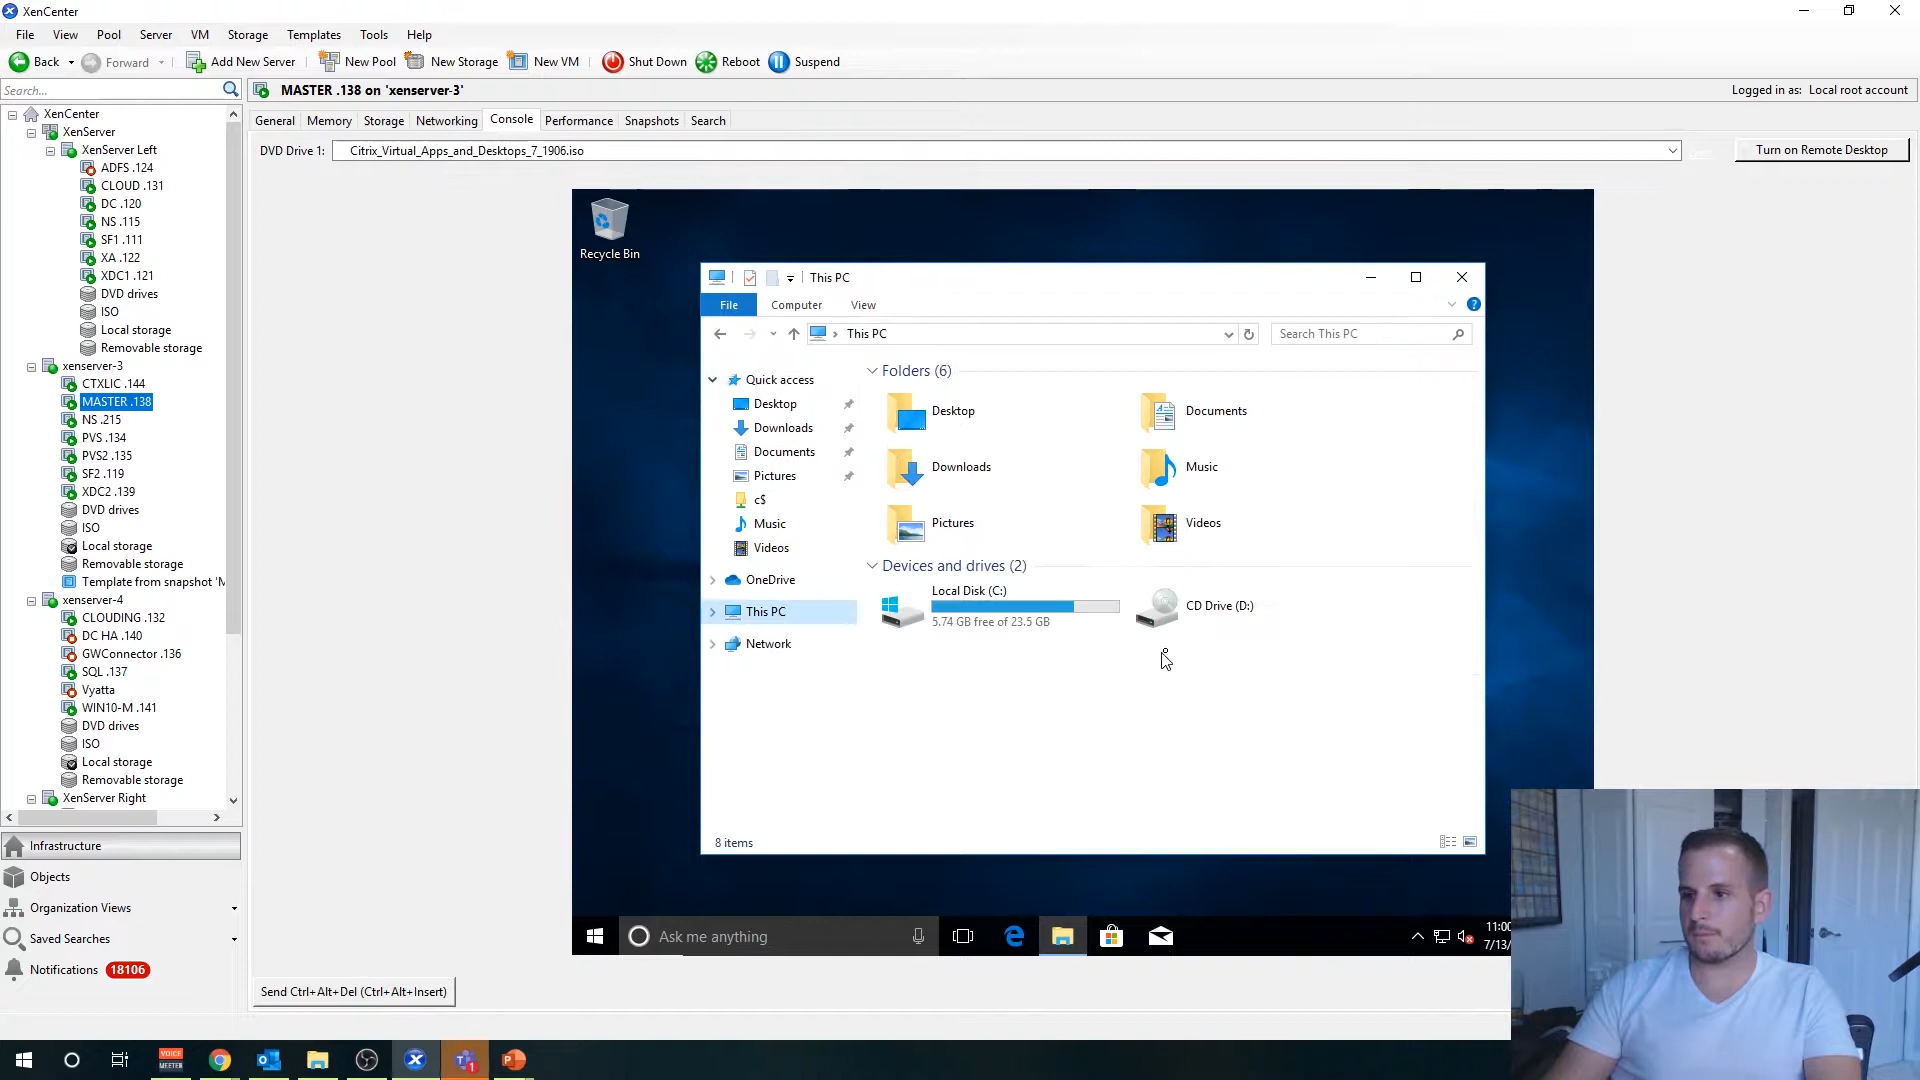 XenCenter
File View Pool Server VM Storage Templates Tools Help
Back Forward Add New Server New Pool New Storage New VM Shut Down Reboot Suspend
Search...
MASTER .138 on 'xenserver-3'
Logged in as: Local root account
XenCenter
XenServer
XenServer Left
ADFS .124
CLOUD .131
DC .120
NS .115
SF1 .111
XA .122
XDC1 .121
DVD drives
ISO
Local storage
Removable storage
xenserver-3
CTXLIC .144
MASTER .138
NS .215
PVS .134
PVS2 .135
SF2 .119
XDC2 .139
DVD drives
ISO
Local storage
Removable storage
Template from snapshot 'M
xenserver-4
CLOUDING .132
DC HA .140
GWConnector .136
SQL .137
Vyatta
WIN10-M .141
DVD drives
ISO
Local storage
Removable storage
XenServer Right
Infrastructure
Objects
Organization Views
Saved Searches
Notifications 18106
General Memory Storage Networking Console Performance Snapshots Search
DVD Drive 1: Citrix_Virtual_Apps_and_Desktops_7_1906.iso
Turn on Remote Desktop
Recycle Bin
This PC
File Computer View
This PC
Search This PC
Quick access
Desktop
Downloads
Documents
Pictures
c$
Music
Videos
OneDrive
This PC
Network
Folders (6)
Desktop
Documents
Downloads
Music
Pictures
Videos
Devices and drives (2)
Local Disk (C:)
5.74 GB free of 23.5 GB
CD Drive (D:)
8 items
Ask me anything
11:00
7/13/
Send Ctrl+Alt+Del (Ctrl+Alt+Insert)
VOICE
MEETER
1